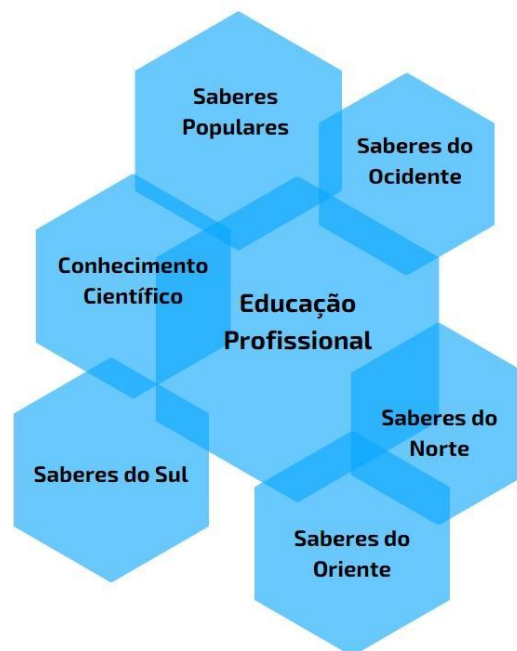 Saberes
Populares
Saberes do
Ocidente
Conhecimento
Científico
Educação
Profissional
Saberes do
Norte
Saberes do Sul
Saberes do
Oriente